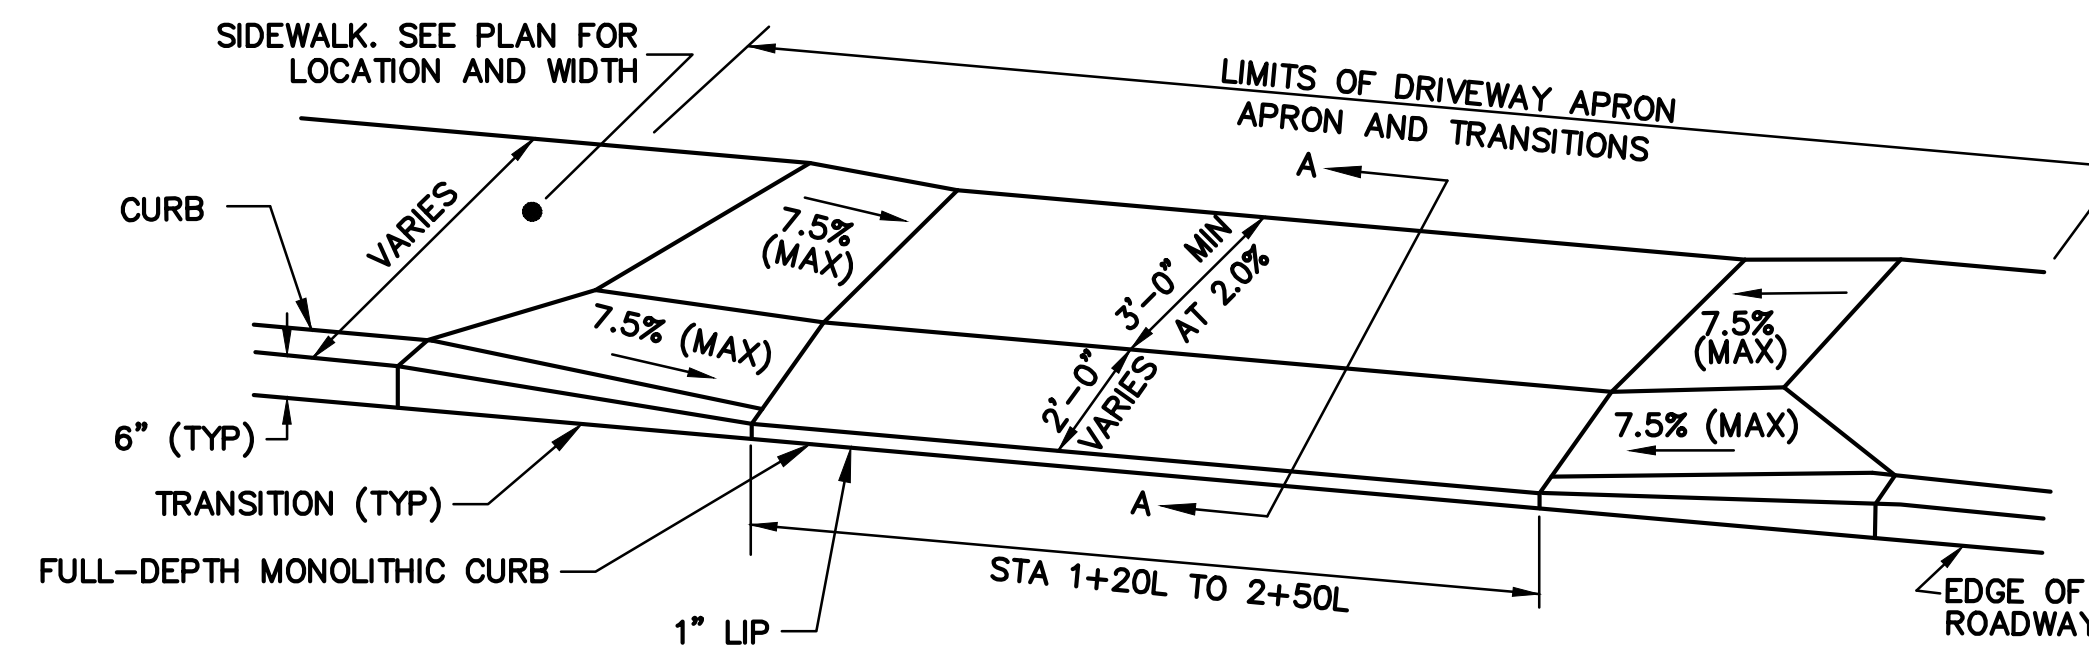 SIDEWALK. SEE PLAN FOR
LOCATION AND WIDTH
LIMITS OF DRIVEWAY APRON
APRON AND TRANSITIONS
A
CURB
VARIES
7.5%
(MAX)
3'-0" MIN
AT 2.0%
7.5% (MAX)
7.5%
(MAX)
2'-0"
VARIES
7.5% (MAX)
6" (TYP)
TRANSITION (TYP)
A
FULL-DEPTH MONOLITHIC CURB
STA 1+20L TO 2+50L
1" LIP
EDGE OF
ROADWAY